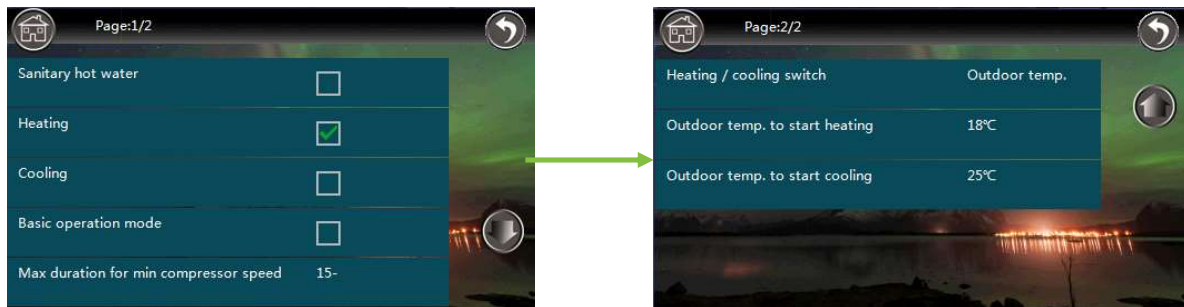 Page:1/2
Sanitary hot water
Heating
Cooling
Basic operation mode
Max duration for min compressor speed 15-
Page:2/2
Heating / cooling switch Outdoor temp.
Outdoor temp. to start heating 18℃
Outdoor temp. to start cooling 25℃